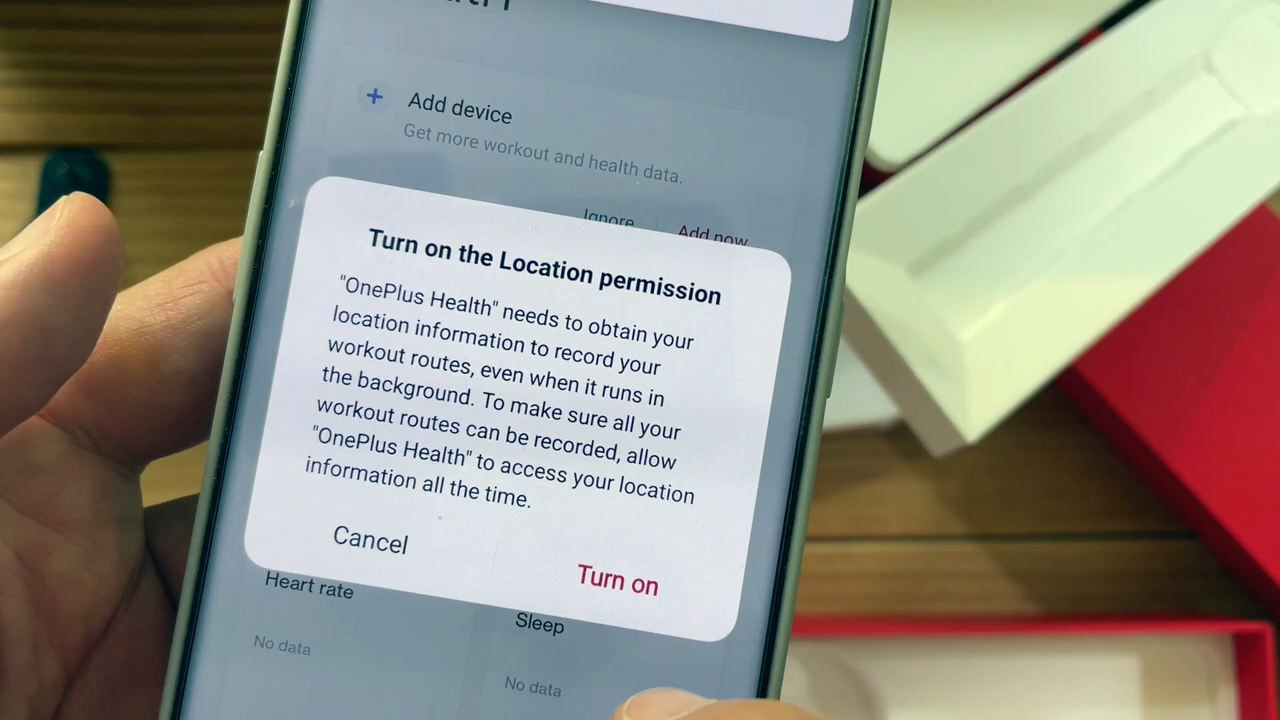 Add device
Get more workout and health data.
Ignore
Add now
Turn on the Location permission
"OnePlus Health" needs to obtain your
location information to record your
workout routes, even when it runs in
the background. To make sure all your
workout routes can be recorded, allow
"OnePlus Health" to access your location
information all the time.
Cancel
Turn on
Heart rate
Sleep
No data
No data